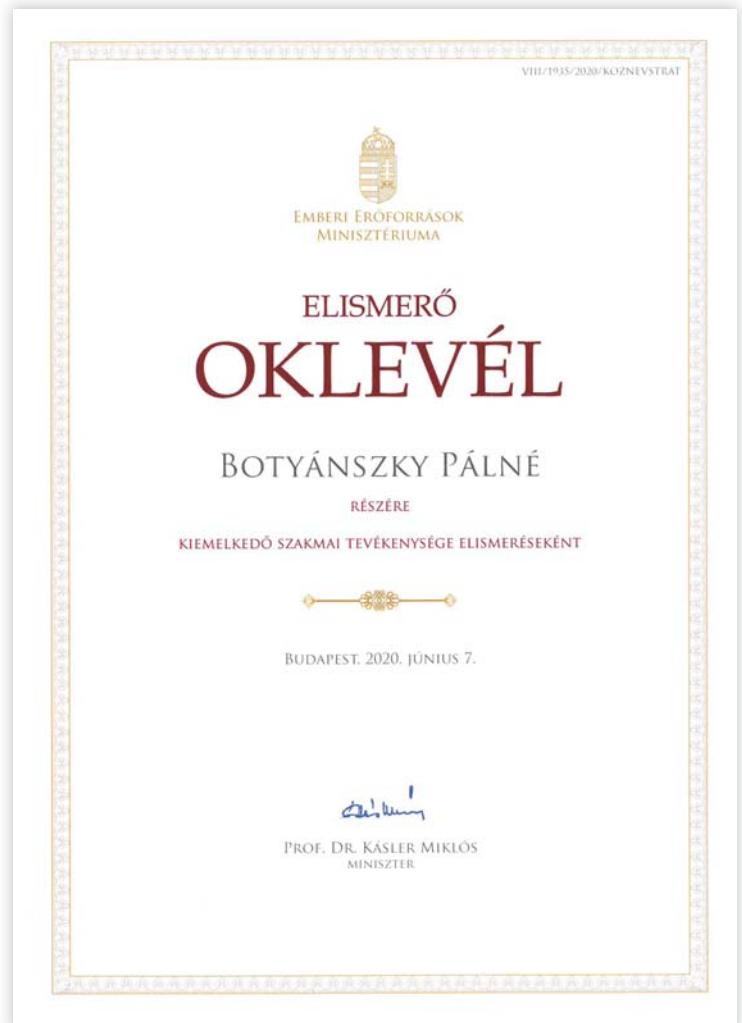 VIII/1935/2020/KOZNEVSTRAT
EMBERI ERŐFORRÁSOK
MINISZTÉRIUMA
ELISMERŐ
OKLEVÉL
BOTYÁNSZKY PÁLNÉ
RÉSZÉRE
KIEMELKEDŐ SZAKMAI TEVÉKENYSÉGE ELISMERÉSEKÉNT
BUDAPEST. 2020. JÚNIUS 7.
PROF. DR. KÁSLER MIKLÓS
MINISZTER